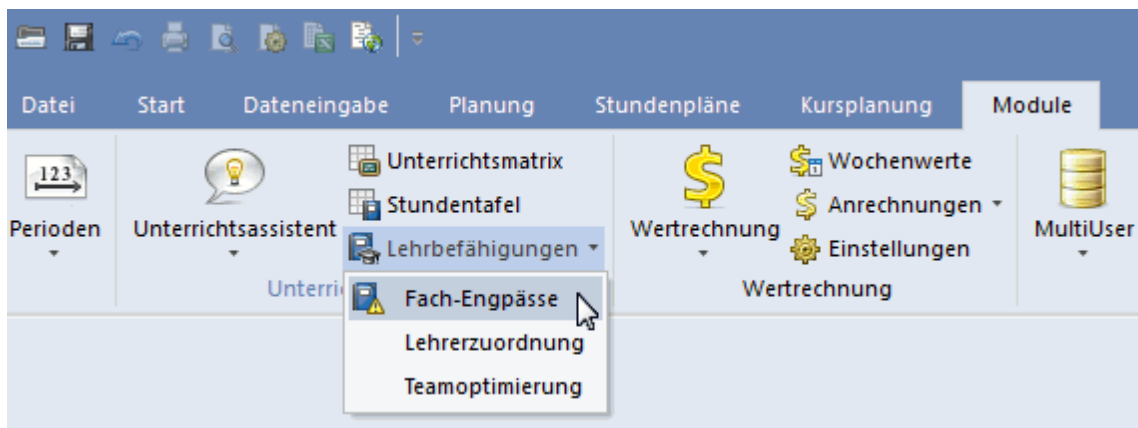 Datei Start Dateneingabe Planung Stundenpläne Kursplanung Module
123
Perioden
Unterrichtsassistent
Unterrichtsmatrix
Stundentafel
Lehrbefähigungen
Unterri
Fach-Engpässe
Lehrerzuordnung
Teamoptimierung
Wertrechnung
Wochenwerte
Anrechnungen
Einstellungen
Wertrechnung
MultiUser